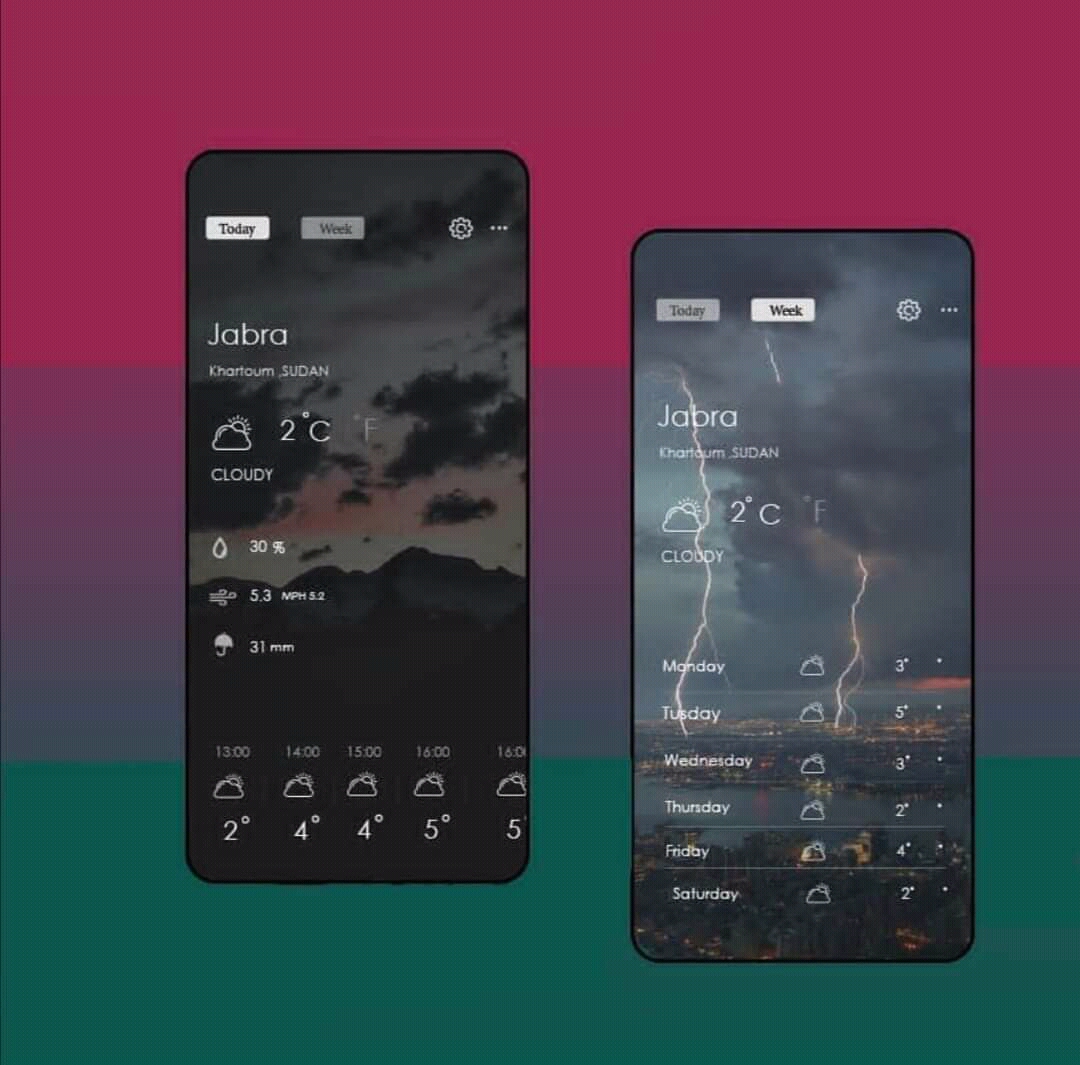 Today Week
Jabra
Khartoum ,SUDAN
2°C °F
CLOUDY
30 %
5.3 MPH 5.2
31 mm
13:00 14:00 15:00 16:00 16:00
2° 4° 4° 5° 5°
Today Week
Jabra
Khartoum ,SUDAN
2°C °F
CLOUDY
Monday 3°
Tusday 5°
Wednesday 3°
Thursday 2°
Friday 4°
Saturday 2°